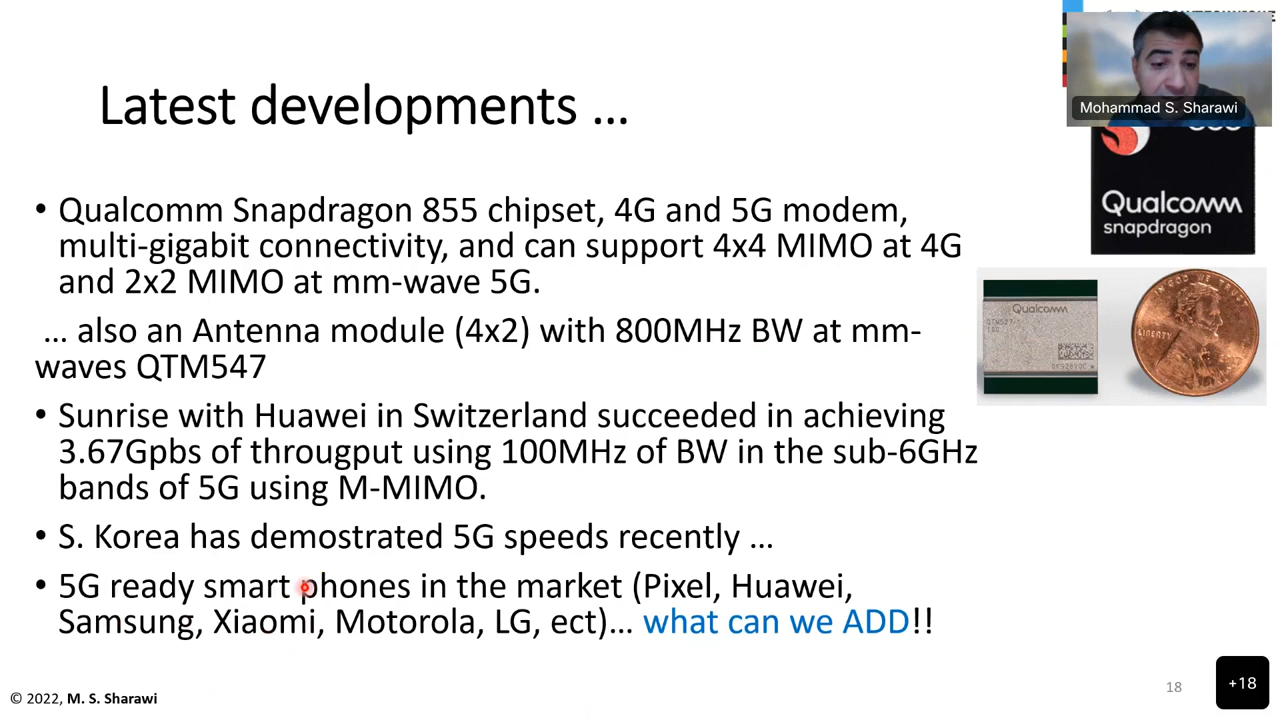 Mohammad S. Sharawi
Latest developments ...
Qualcomm
snapdragon
• Qualcomm Snapdragon 855 chipset, 4G and 5G modem,
multi-gigabit connectivity, and can support 4x4 MIMO at 4G
and 2x2 MIMO at mm-wave 5G.
... also an Antenna module (4x2) with 800MHz BW at mm-
waves QTM547
Qualcomm
LIBERTY
• Sunrise with Huawei in Switzerland succeeded in achieving
3.67Gpbs of througput using 100MHz of BW in the sub-6GHz
bands of 5G using M-MIMO.
• S. Korea has demostrated 5G speeds recently ...
• 5G ready smart phones in the market (Pixel, Huawei,
Samsung, Xiaomi, Motorola, LG, ect)... what can we ADD!!
© 2022, M. S. Sharawi
18
+18